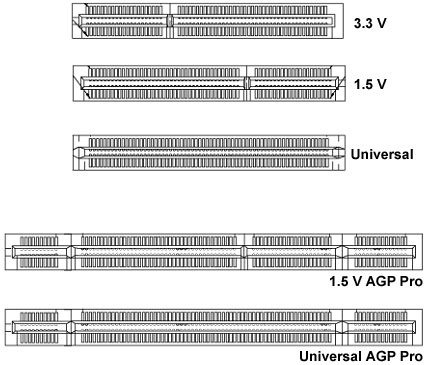 3.3 V
1.5 V
Universal
1.5 V AGP Pro
Universal AGP Pro